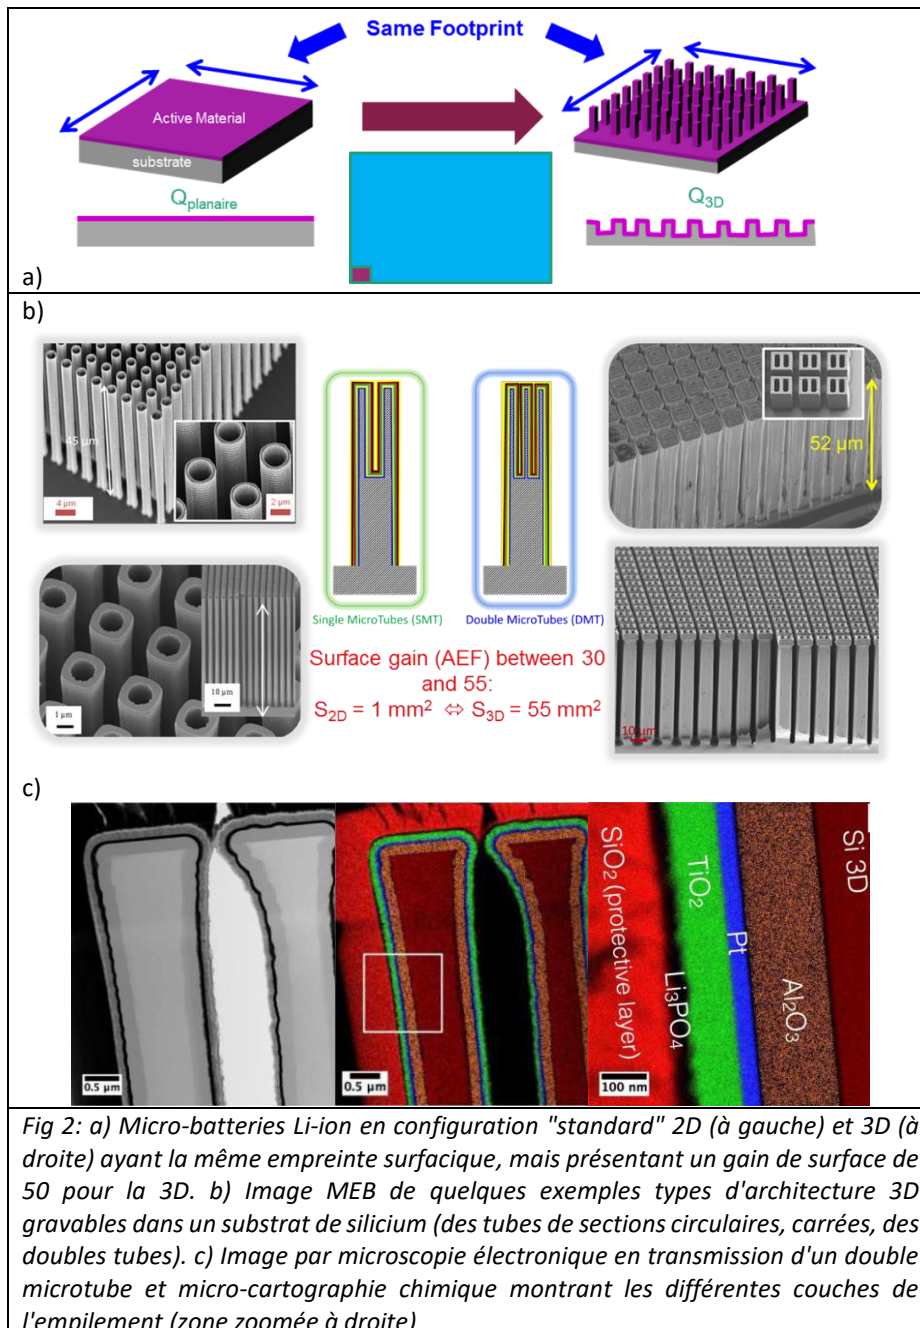 Same Footprint
Active Material
substrate
Q planaire
Q 3D
a)
b)
45 µm
4 µm
2 µm
52 µm
Single MicroTubes (SMT)
Double MicroTubes (DMT)
1 µm
10 µm
Surface gain (AEF) between 30
and 55:
S2D = 1 mm² ⇔ S3D = 55 mm²
10 µm
c)
0.5 µm
0.5 µm
SiO₂ (protective layer)
Li₃PO₄
TiO₂
Pt
Al₂O₃
Si 3D
100 nm
Fig 2: a) Micro-batteries Li-ion en configuration "standard" 2D (à gauche) et 3D (à
droite) ayant la même empreinte surfacique, mais présentant un gain de surface de
50 pour la 3D. b) Image MEB de quelques exemples types d'architecture 3D
gravables dans un substrat de silicium (des tubes de sections circulaires, carrées, des
doubles tubes). c) Image par microscopie électronique en transmission d'un double
microtube et micro-cartographie chimique montrant les différentes couches de
l'empilement (zone zoomée à droite)